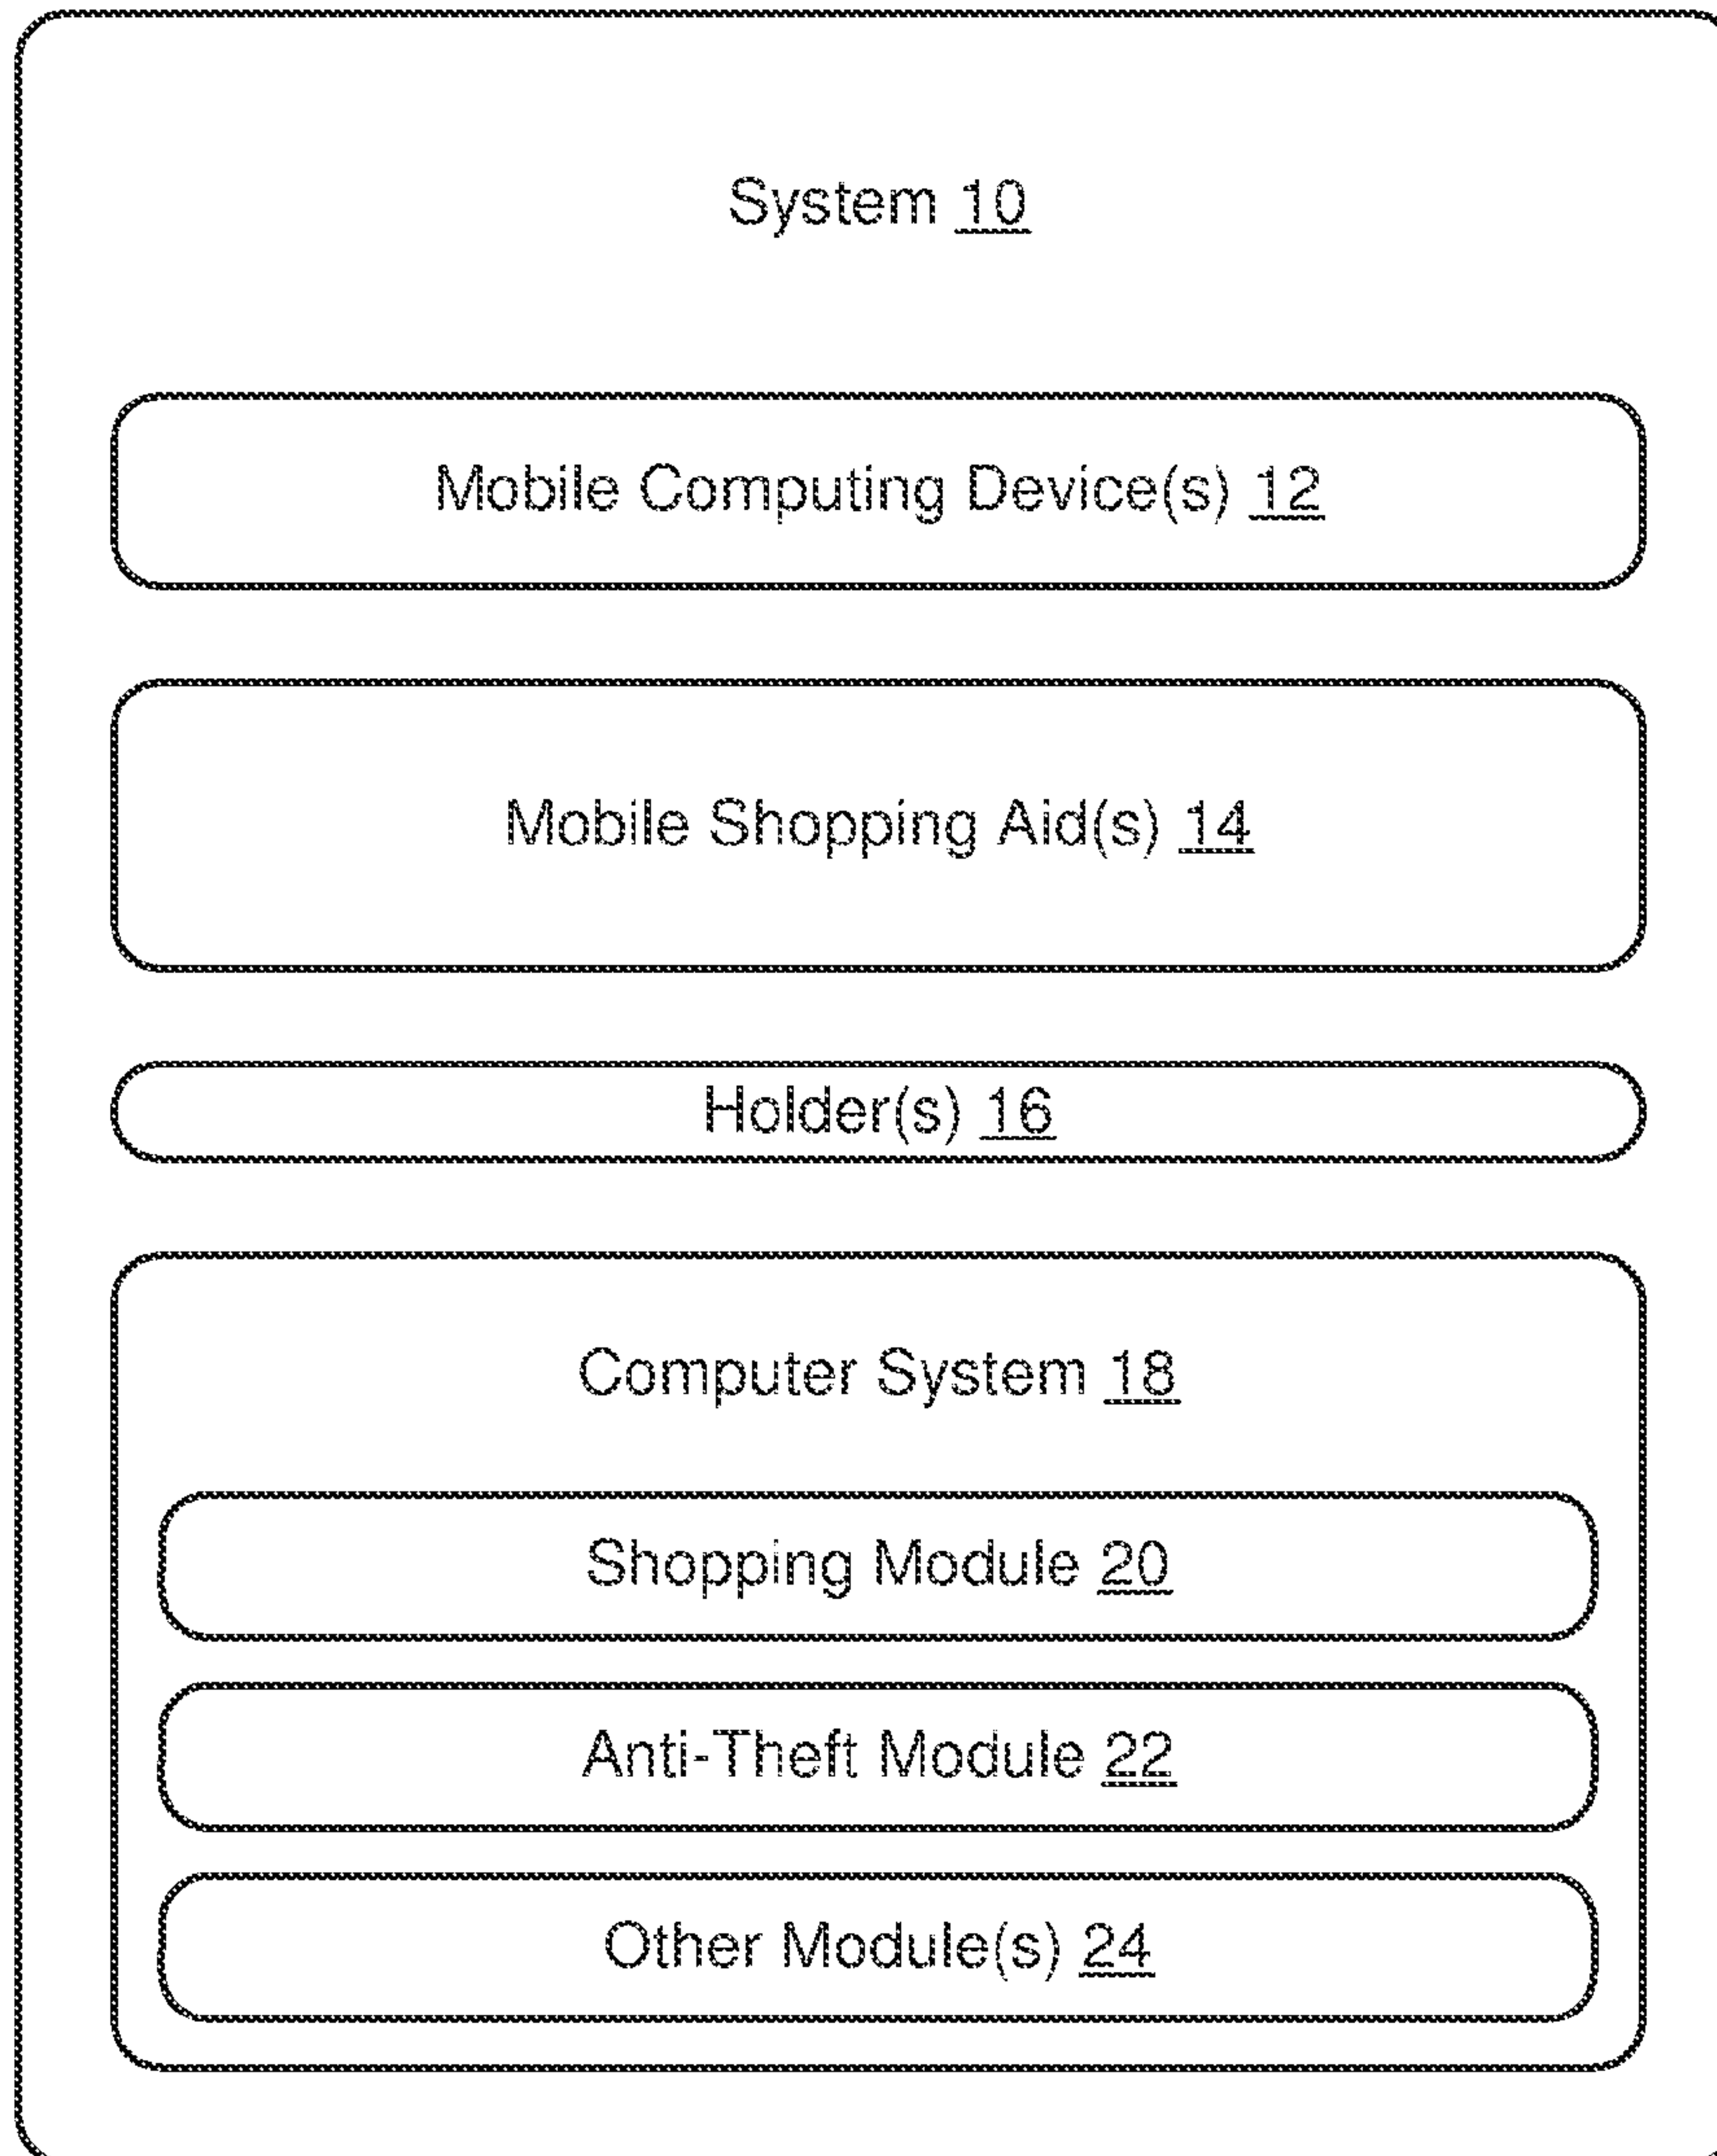 System 10
Mobile Computing Device(s) 12
Mobile Shopping Aid(s) 14
Holder(s) 16
Computer System 18
Shopping Module 20
Anti-Theft Module 22
Other Module(s) 24